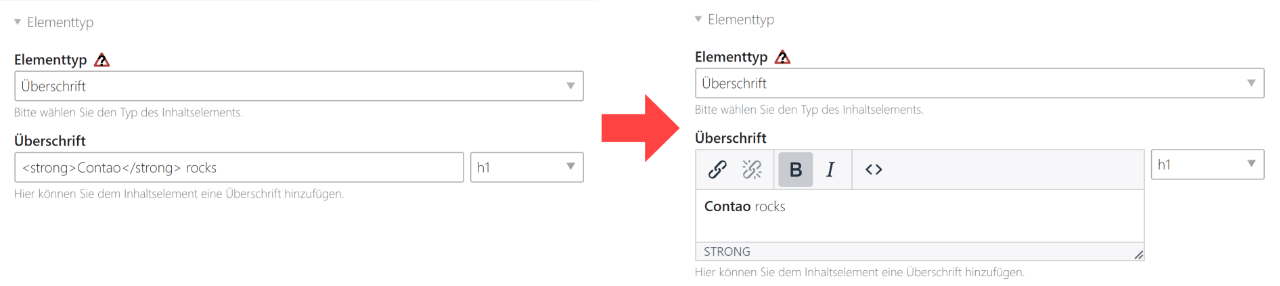 Elementtyp
Elementtyp
Überschrift
Bitte wählen Sie den Typ des Inhaltselements.
Überschrift
<strong>Contao</strong> rocks h1
Hier können Sie dem Inhaltselement eine Überschrift hinzufügen.
Elementtyp
Elementtyp
Überschrift
Bitte wählen Sie den Typ des Inhaltselements.
Überschrift
B I <> h1
Contao rocks
STRONG
Hier können Sie dem Inhaltselement eine Überschrift hinzufügen.